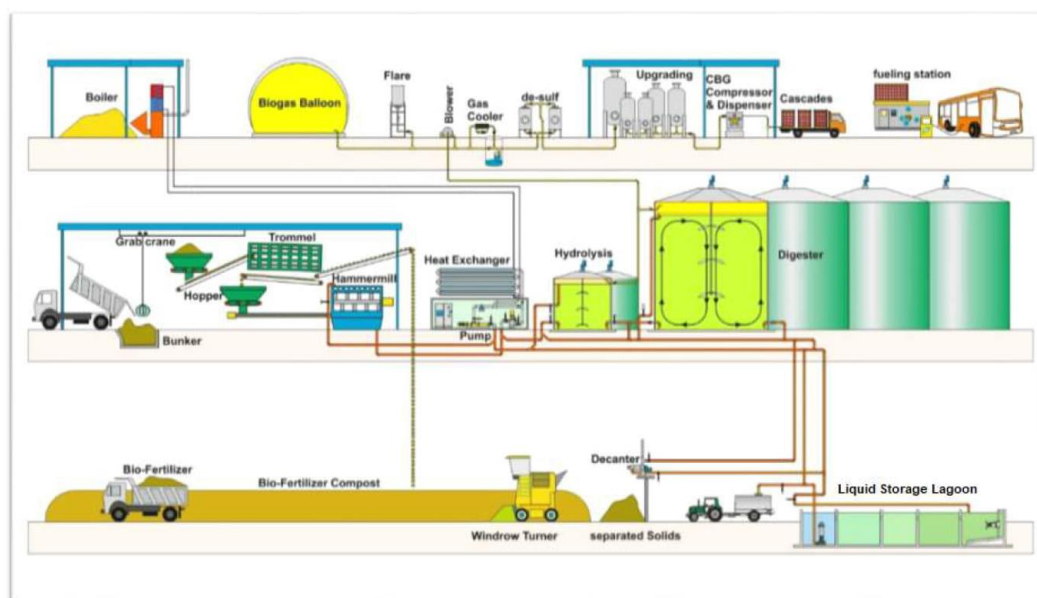 Boiler
Biogas Balloon
Flare
Blower
Gas
Cooler
de-sulf
Upgrading
CBG
Compressor
& Dispenser
Cascades
fueling station
Grab crane
Trommel
Hopper
Hammermill
Bunker
Heat Exchanger
Pump
Hydrolysis
Digester
Bio-Fertilizer
Bio-Fertilizer Compost
Windrow Turner
Decanter
separated Solids
Liquid Storage Lagoon